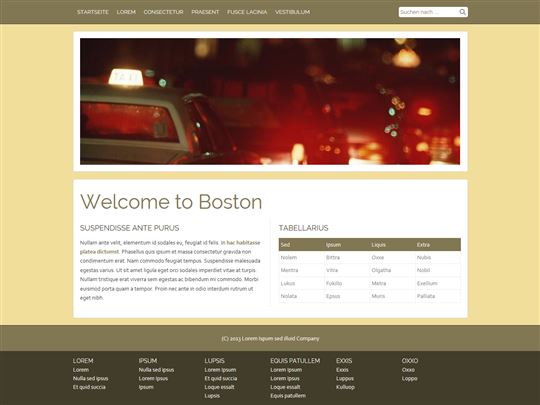 STARTSEITE LOREM CONSECTETUR PRAESENT FUSCE LACINIA VESTIBULUM
Suchen nach ...
TAXI
Welcome to Boston
SUSPENDISSE ANTE PURUS
Nullam ante velit, elementum id sodales eu, feugiat id felis. In hac habitasse
platea dictumst. Phasellus quis ipsum et massa consectetur gravida non
condimentum erat. Nam commodo feugiat tempus. Suspendisse malesuada
egestas varius. Ut sit amet ligula eget orci sodales imperdiet vitae at turpis.
Nullam tristique erat viverra sem egestas ac bibendum mi commodo. Morbi
euismod porta quam a tempor. Proin nec ante in odio interdum rutrum ut
eget nibh.
TABELLARIUS
Sed Ipsum Liquis Extra
Nolem Bittra Oxxe Nubis
Mentra Vitra Olgatha Nobil
Lukus Fokillo Metra Exellium
Nolata Epsus Muris Palliata
(C) 2013 Lorem Ipsum sed illuid Company
LOREM
Lorem
Nulla sed ipsus
Et quid succia
IPSUM
Nulla sed ipsus
Lorem Ipsus
Ipsum
LUPSIS
Lorem Ipsum
Et quid succia
Loque essalt
Lupsis
EQUIS PATULLEM
Lorem Ipsum
Lorem Ipsus
Loque essalt
Equis patullem
EXXIS
Exxis
Luppus
Kulluop
OXXO
Oxxo
Loppo